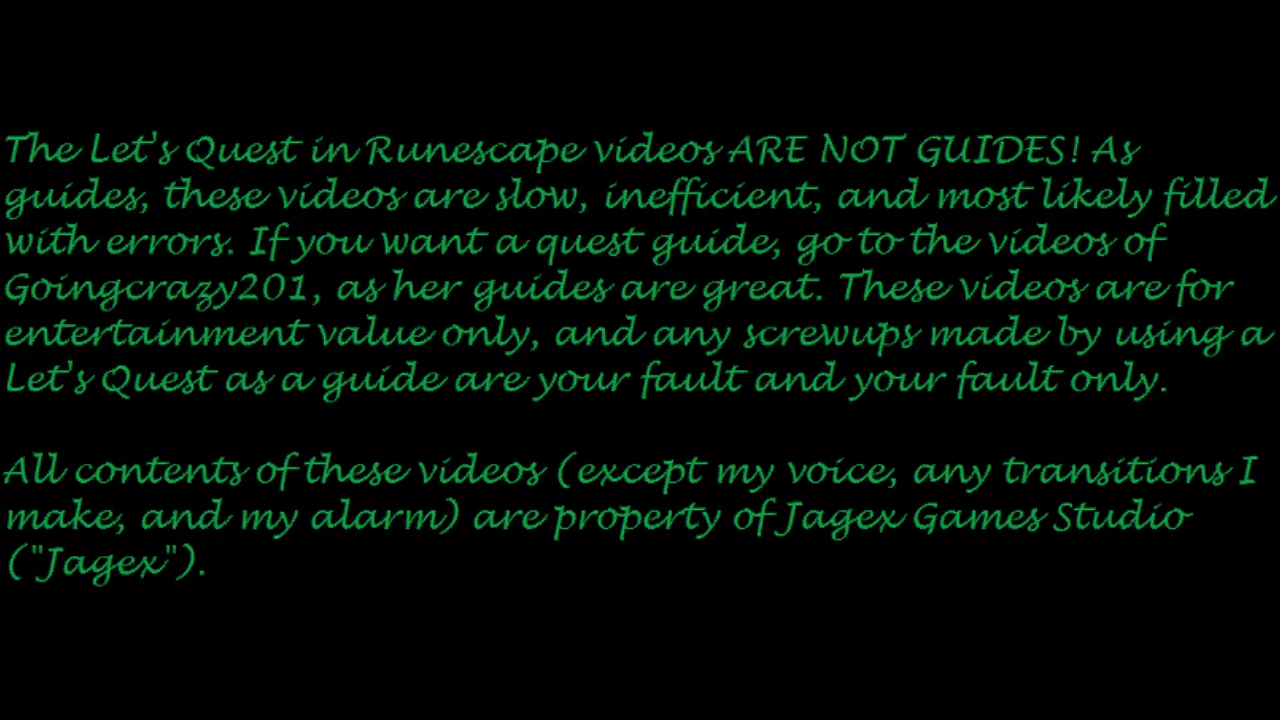 The Let's Quest in Runescape videos ARE NOT GUIDES! As
guides, these videos are slow, inefficient, and most likely filled
with errors. If you want a quest guide, go to the videos of
Goingcrazy201, as her guides are great. These videos are for
entertainment value only, and any screwups made by using a
Let's Quest as a guide are your fault and your fault only.
All contents of these videos (except my voice, any transitions I
make, and my alarm) are property of Jagex Games Studio
("Jagex").